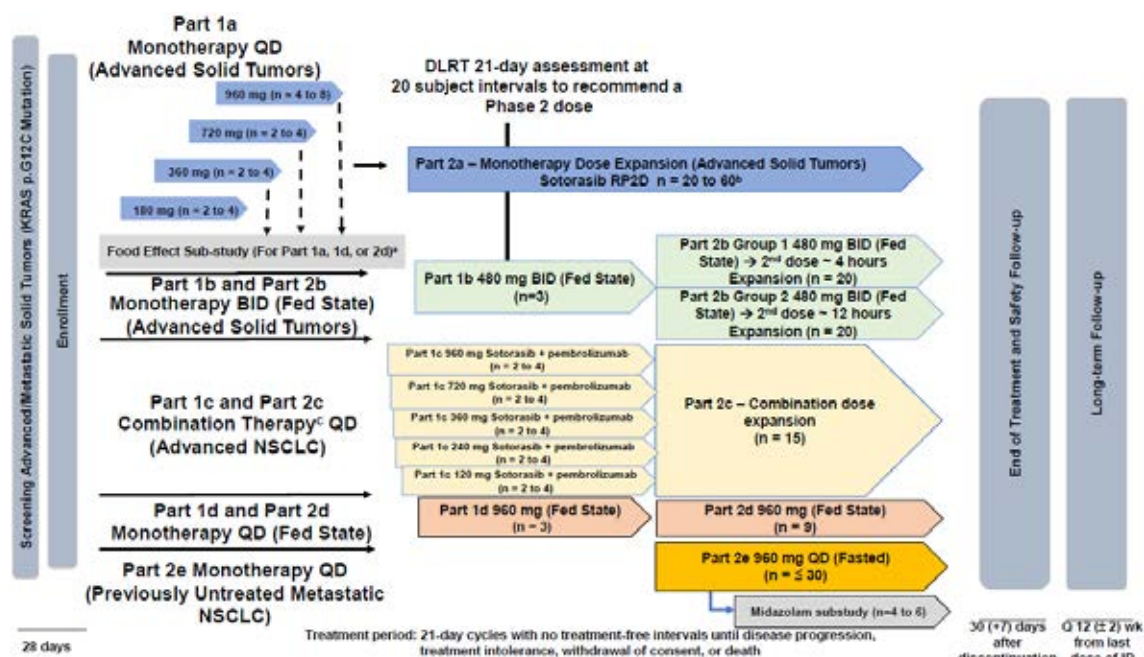 Screening Advanced/Metastatic Solid Tumors (KRAS p.G12C Mutation)
Enrollment
Part 1a
Monotherapy QD
(Advanced Solid Tumors)
960 mg (n = 4 to 8)
720 mg (n = 2 to 4)
360 mg (n = 2 to 4)
180 mg (n = 2 to 4)
Food Effect Sub-study (For Part 1a, 1d, or 2d)ᵃ
DLRT 21-day assessment at
20 subject intervals to recommend a
Phase 2 dose
Part 2a – Monotherapy Dose Expansion (Advanced Solid Tumors)
Sotorasib RP2D n = 20 to 60ᵇ
Part 1b and Part 2b
Monotherapy BID (Fed State)
(Advanced Solid Tumors)
Part 1b 480 mg BID (Fed State)
(n=3)
Part 2b Group 1 480 mg BID (Fed
State) → 2ⁿᵈ dose ~ 4 hours
Expansion (n = 20)
Part 2b Group 2 480 mg BID (Fed
State) → 2ⁿᵈ dose ~ 12 hours
Expansion (n = 20)
Part 1c and Part 2c
Combination Therapyᶜ QD
(Advanced NSCLC)
Part 1c 960 mg Sotorasib + pembrolizumab
(n = 2 to 4)
Part 1c 720 mg Sotorasib + pembrolizumab
(n = 2 to 4)
Part 1c 360 mg Sotorasib + pembrolizumab
(n = 2 to 4)
Part 1c 240 mg Sotorasib + pembrolizumab
(n = 2 to 4)
Part 1c 120 mg Sotorasib + pembrolizumab
(n = 2 to 4)
Part 2c – Combination dose
expansion
(n = 15)
Part 1d and Part 2d
Monotherapy QD (Fed State)
Part 1d 960 mg (Fed State)
(n = 3)
Part 2d 960 mg (Fed State)
(n = 9)
Part 2e Monotherapy QD
(Previously Untreated Metastatic
NSCLC)
Part 2e 960 mg QD (Fasted)
(n = ≤ 30)
Midazolam substudy (n=4 to 6)
End of Treatment and Safety Follow-up
Long-term Follow-up
28 days
Treatment period: 21-day cycles with no treatment-free intervals until disease progression,
treatment intolerance, withdrawal of consent, or death
30 (+7) days
after
discontinuation
Q 12 (± 2) wk
from last
dose of IP